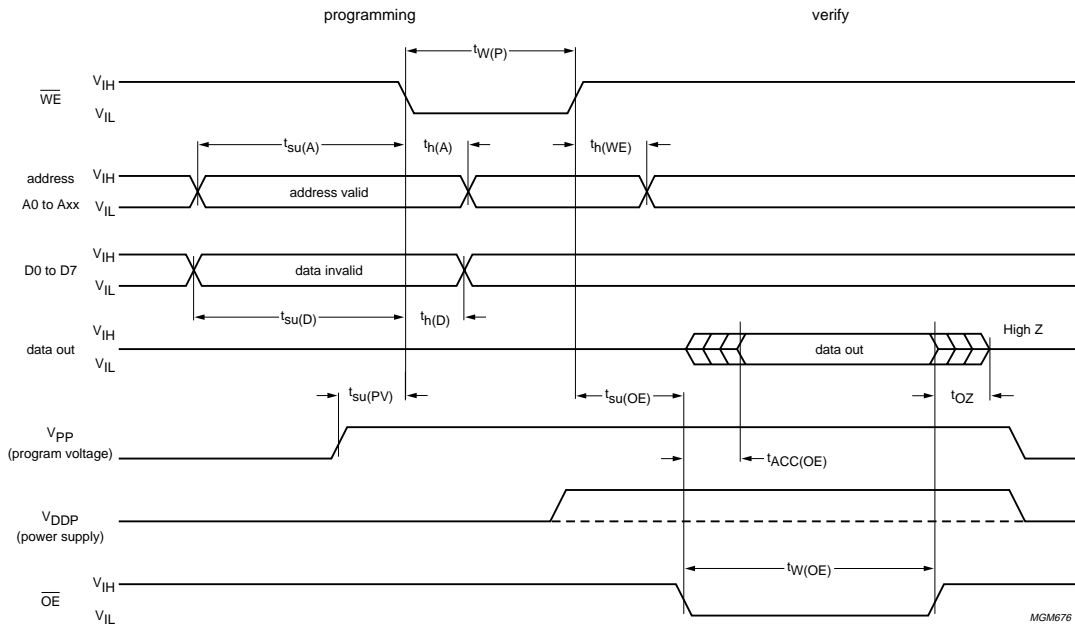 programming verify
tW(P)
WE VIH
VIL
tsu(A) th(A) th(WE)
address VIH
address valid
A0 to Axx VIL
D0 to D7 VIH
data invalid
VIL
tsu(D) th(D)
VIH High Z
data out data out
VIL
tsu(PV) tsu(OE) tOZ
VPP
(program voltage)
tACC(OE)
VDDP
(power supply)
tW(OE)
VIH
OE
VIL
MGM676